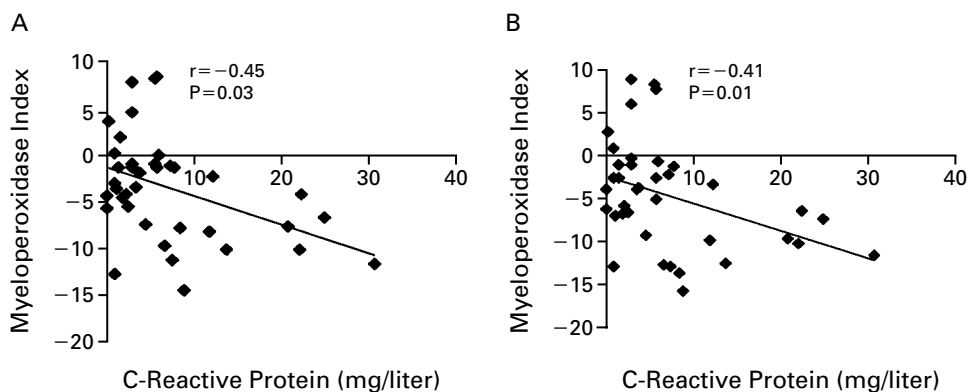 A
Myeloperoxidase Index
10
5
0
−5
−10
−15
−20
10
20
30
40
r=−0.45
P=0.03
C-Reactive Protein (mg/liter)
B
Myeloperoxidase Index
10
5
0
−5
−10
−15
−20
10
20
30
40
r=−0.41
P=0.01
C-Reactive Protein (mg/liter)